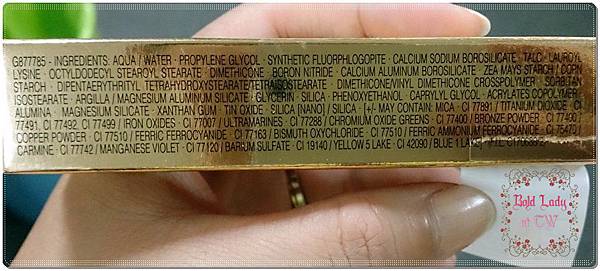 G877785 - INGREDIENTS: AQUA / WATER · PROPYLENE GLYCOL · SYNTHETIC FLUORPHLOGOPITE · CALCIUM SODIUM BOROSILICATE · TALC · LAUROYL
LYSINE · OCTYLDODECYL STEAROYL STEARATE · DIMETHICONE · BORON NITRIDE · CALCIUM ALUMINUM BOROSILICATE · ZEA MAYS STARCH / CORN
STARCH · DIPENTAERYTHRITYL TETRAHYDROXYSTEARATE/TETRAISOSTEARATE · DIMETHICONE/VINYL DIMETHICONE CROSSPOLYMER · SORBITAN
ISOSTEARATE · ARGILLA / MAGNESIUM ALUMINUM SILICATE · GLYCERIN · SILICA · PHENOXYETHANOL · CAPRYLYL GLYCOL · ACRYLATES COPOLYMER
ALUMINA · MAGNESIUM SILICATE · XANTHAN GUM · TIN OXIDE · SILICA [NANO] / SILICA · [+/- MAY CONTAIN: MICA · CI 77891 / TITANIUM DIOXIDE · CI
77491, CI 77492, CI 77499 / IRON OXIDES · CI 77007 / ULTRAMARINES · CI 77288 / CHROMIUM OXIDE GREENS · CI 77400 / BRONZE POWDER · CI 77400 /
COPPER POWDER · CI 77510 / FERRIC FERROCYANIDE · CI 77163 / BISMUTH OXYCHLORIDE · CI 77510 / FERRIC AMMONIUM FERROCYANIDE · CI 75470 /
CARMINE · CI 77742 / MANGANESE VIOLET · CI 77120 / BARIUM SULFATE · CI 19140 / YELLOW 5 LAKE · CI 42090 / BLUE 1 LAKE
Bold Lady
at TW